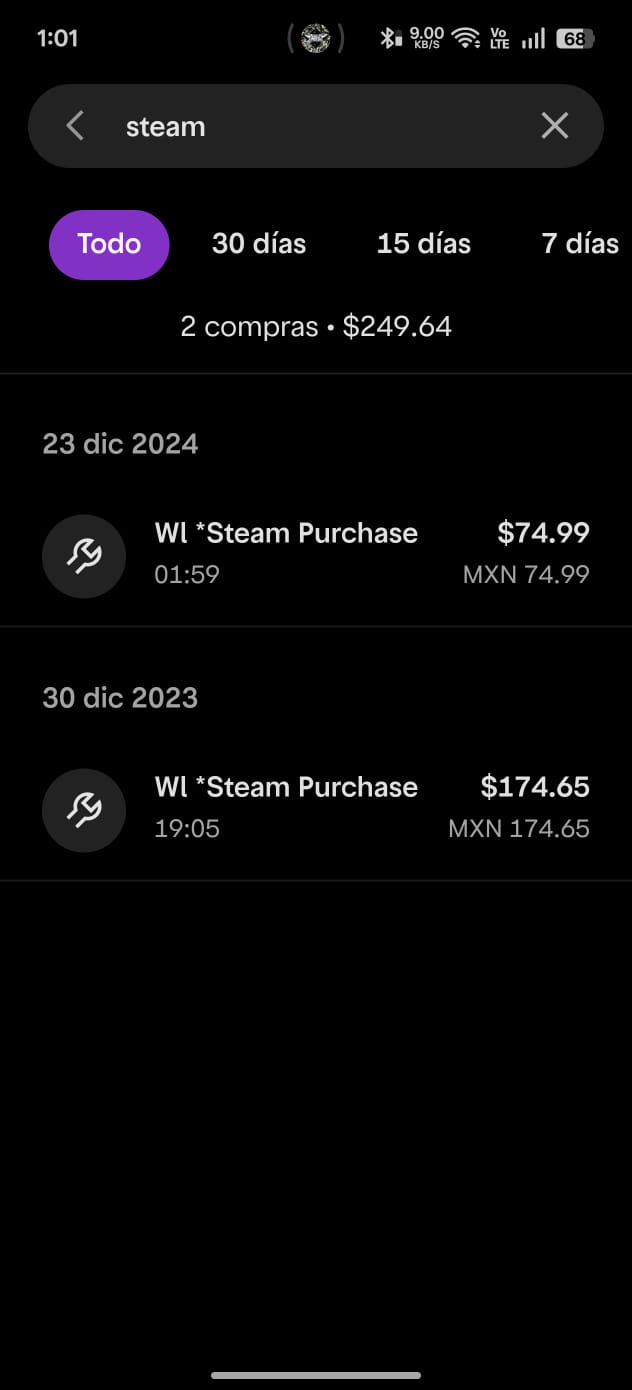 1:01
9.00 KB/S Vo LTE 68
steam
Todo 30 días 15 días 7 días
2 compras • $249.64
23 dic 2024
Wl *Steam Purchase $74.99
01:59 MXN 74.99
30 dic 2023
Wl *Steam Purchase $174.65
19:05 MXN 174.65